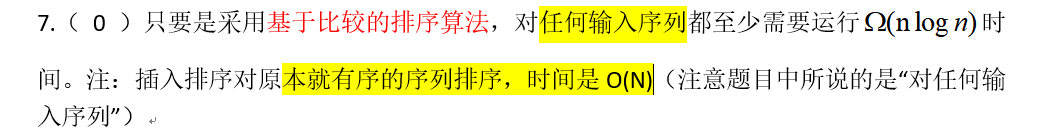 7.（ 0 ）只要是采用基于比较的排序算法，对任何输入序列都至少需要运行Ω(n log n)时
间。注：插入排序对原本就有序的序列排序，时间是 O(N)（注意题目中所说的是“对任何输
入序列”）